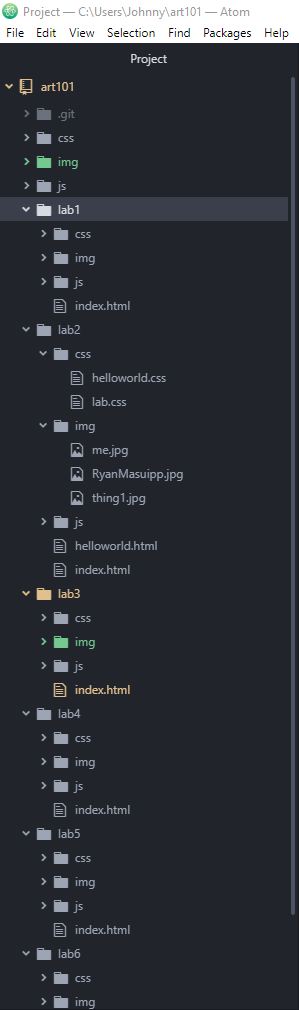 Project — C:\Users\Johnny\art101 — Atom
File Edit View Selection Find Packages Help
Project
art101
.git
css
img
js
lab1
css
img
js
index.html
lab2
css
helloworld.css
lab.css
img
me.jpg
RyanMasuipp.jpg
thing1.jpg
js
helloworld.html
index.html
lab3
css
img
js
index.html
lab4
css
img
js
index.html
lab5
css
img
js
index.html
lab6
css
img